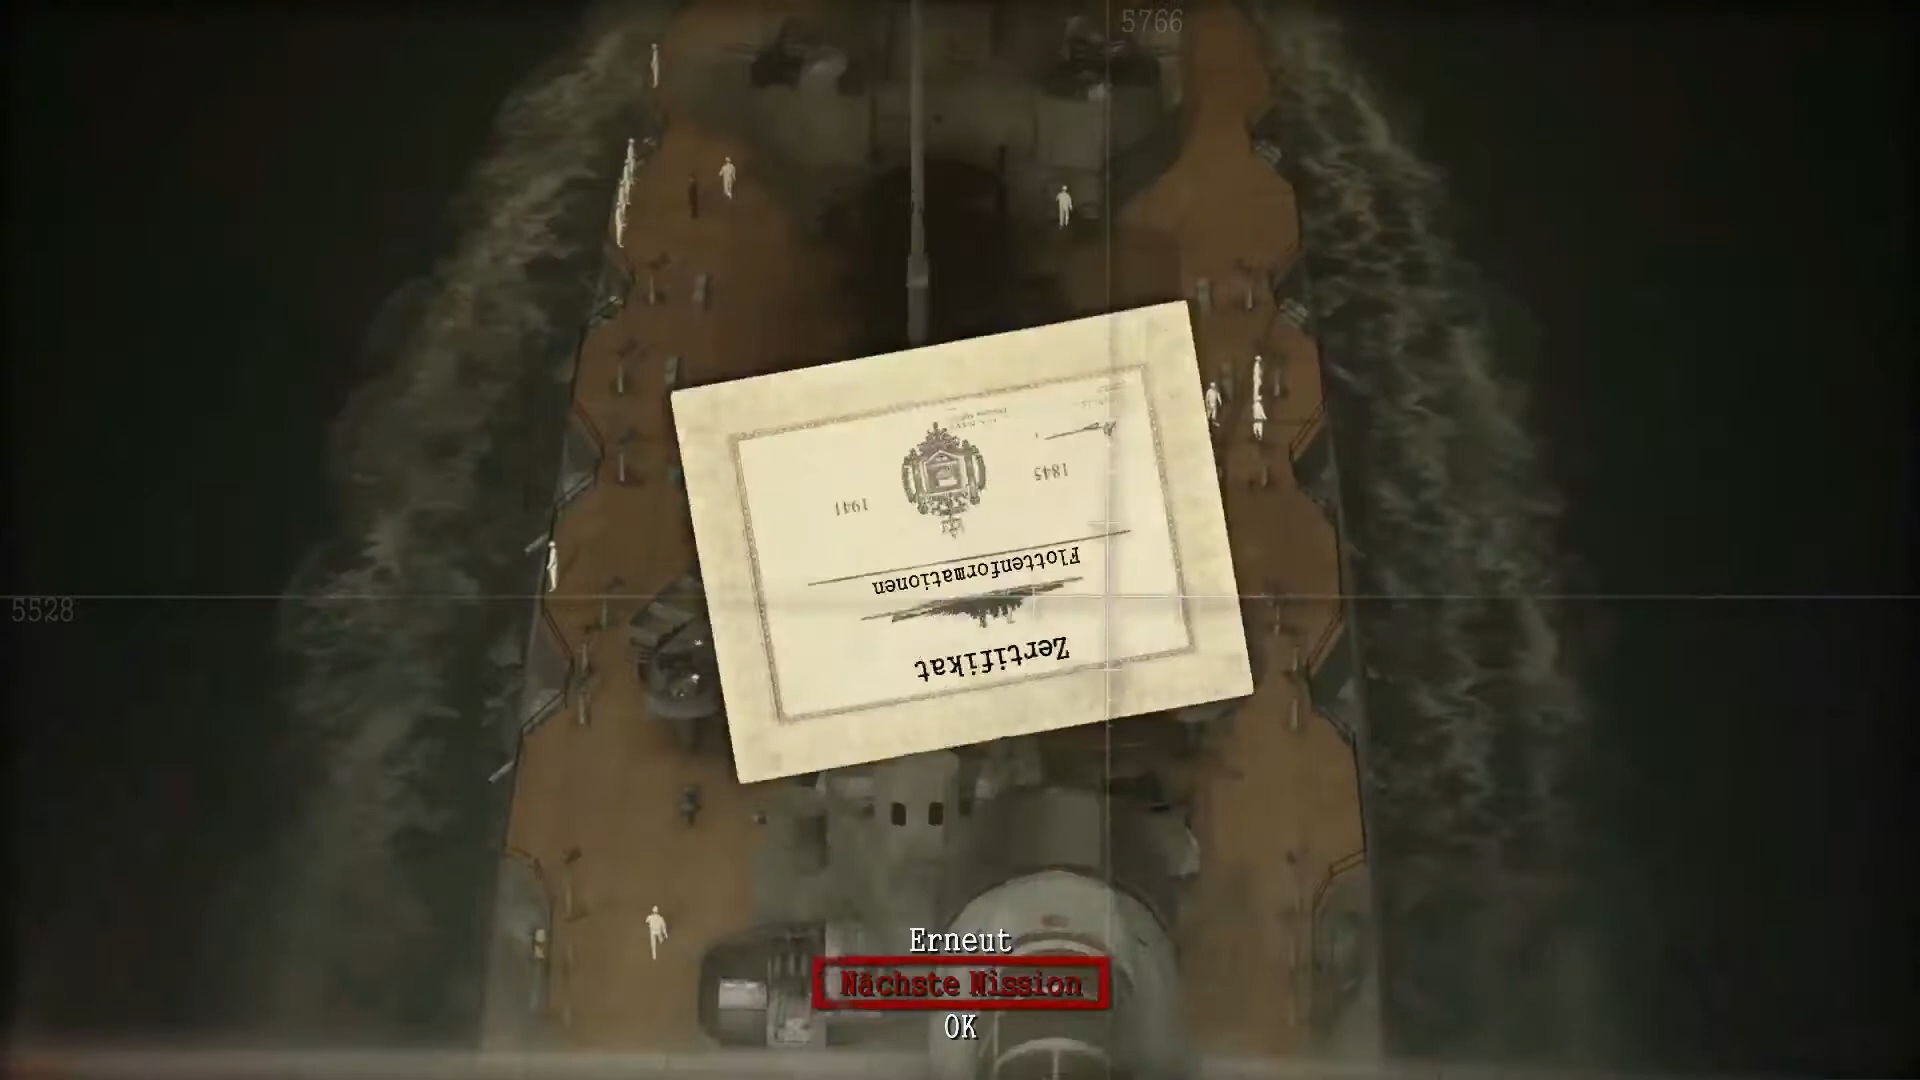 5766
5528
Zertifikat
Flottenformationen
1845
1941
Erneut
Nächste Mission
OK